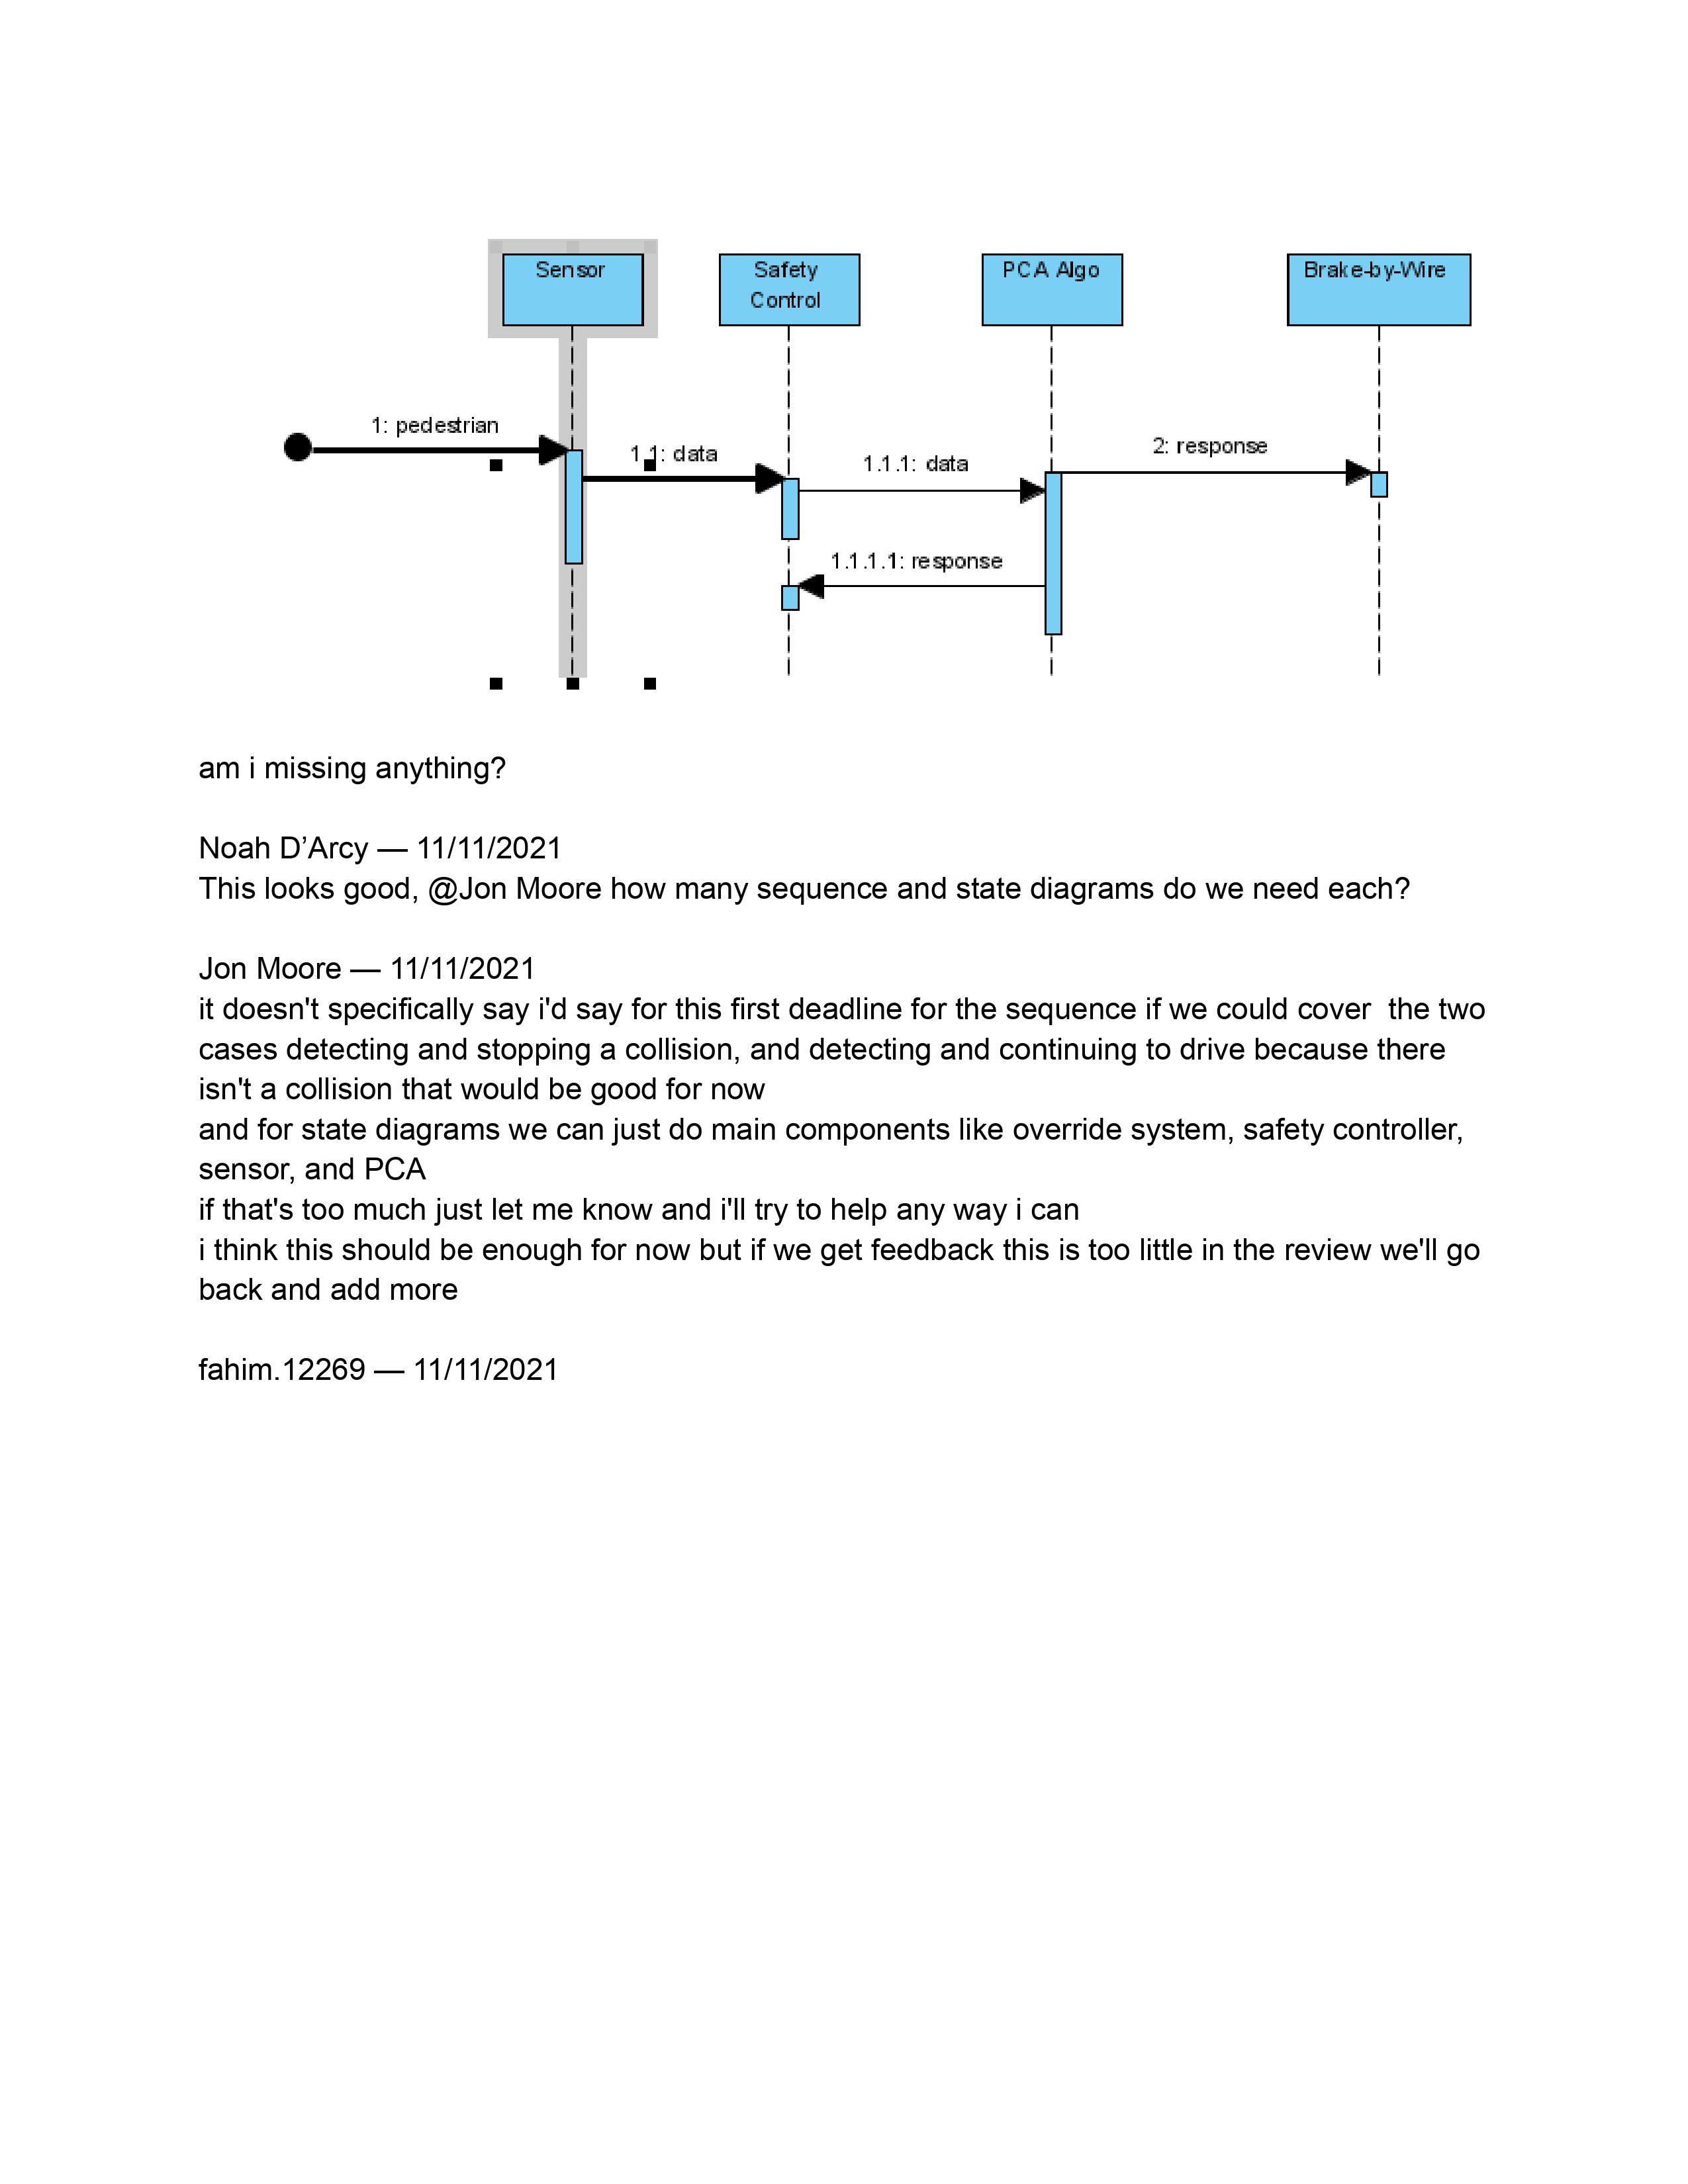 Sensor
Safety
Control
PCA Algo
Brake-by-Wire
1: pedestrian
1.1: data
1.1.1: data
2: response
1.1.1.1: response
am i missing anything?
Noah D’Arcy — 11/11/2021
This looks good, @Jon Moore how many sequence and state diagrams do we need each?
Jon Moore — 11/11/2021
it doesn't specifically say i'd say for this first deadline for the sequence if we could cover  the two
cases detecting and stopping a collision, and detecting and continuing to drive because there
isn't a collision that would be good for now
and for state diagrams we can just do main components like override system, safety controller,
sensor, and PCA
if that's too much just let me know and i'll try to help any way i can
i think this should be enough for now but if we get feedback this is too little in the review we'll go
back and add more
fahim.12269 — 11/11/2021